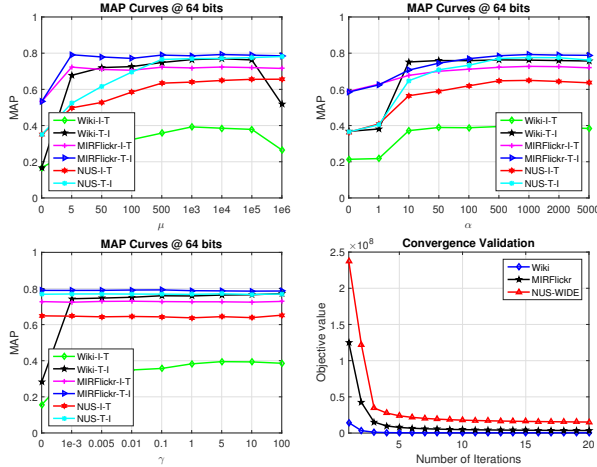 MAP Curves @ 64 bits
MAP
1
0.8
0.6
0.4
0.2
0
Wiki-I-T
Wiki-T-I
MIRFlickr-I-T
MIRFlickr-T-I
NUS-I-T
NUS-T-I
0 5 50 100 500 1e3 1e4 1e5 1e6
μ
MAP Curves @ 64 bits
MAP
1
0.8
0.6
0.4
0.2
0
Wiki-I-T
Wiki-T-I
MIRFlickr-I-T
MIRFlickr-T-I
NUS-I-T
NUS-T-I
0 1 10 50 100 500 1000 2000 5000
α
MAP Curves @ 64 bits
MAP
1
0.8
0.6
0.4
0.2
0
Wiki-I-T
Wiki-T-I
MIRFlickr-I-T
MIRFlickr-T-I
NUS-I-T
NUS-T-I
0 1e-3 0.005 0.01 0.1 1 5 10 100
γ
Convergence Validation
×10⁸
Objective value
2.5
2
1.5
1
0.5
0
Wiki
MIRFlickr
NUS-WIDE
5 10 15 20
Number of Iterations